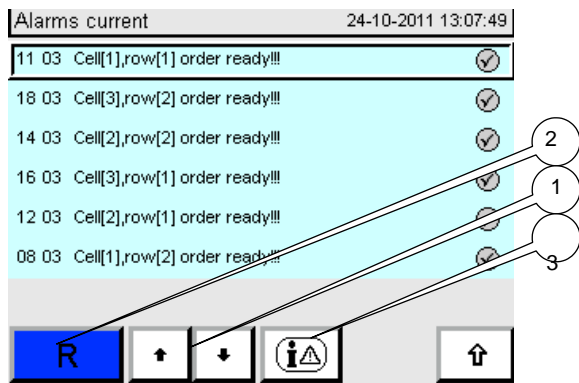 Alarms current 24-10-2011 13:07:49
11 03 Cell[1],row[1] order ready!!!
18 03 Cell[3],row[2] order ready!!!
14 03 Cell[2],row[2] order ready!!!
16 03 Cell[3],row[1] order ready!!!
12 03 Cell[2],row[1] order ready!!!
08 03 Cell[1],row[2] order ready!!!
2
1
3
R
i